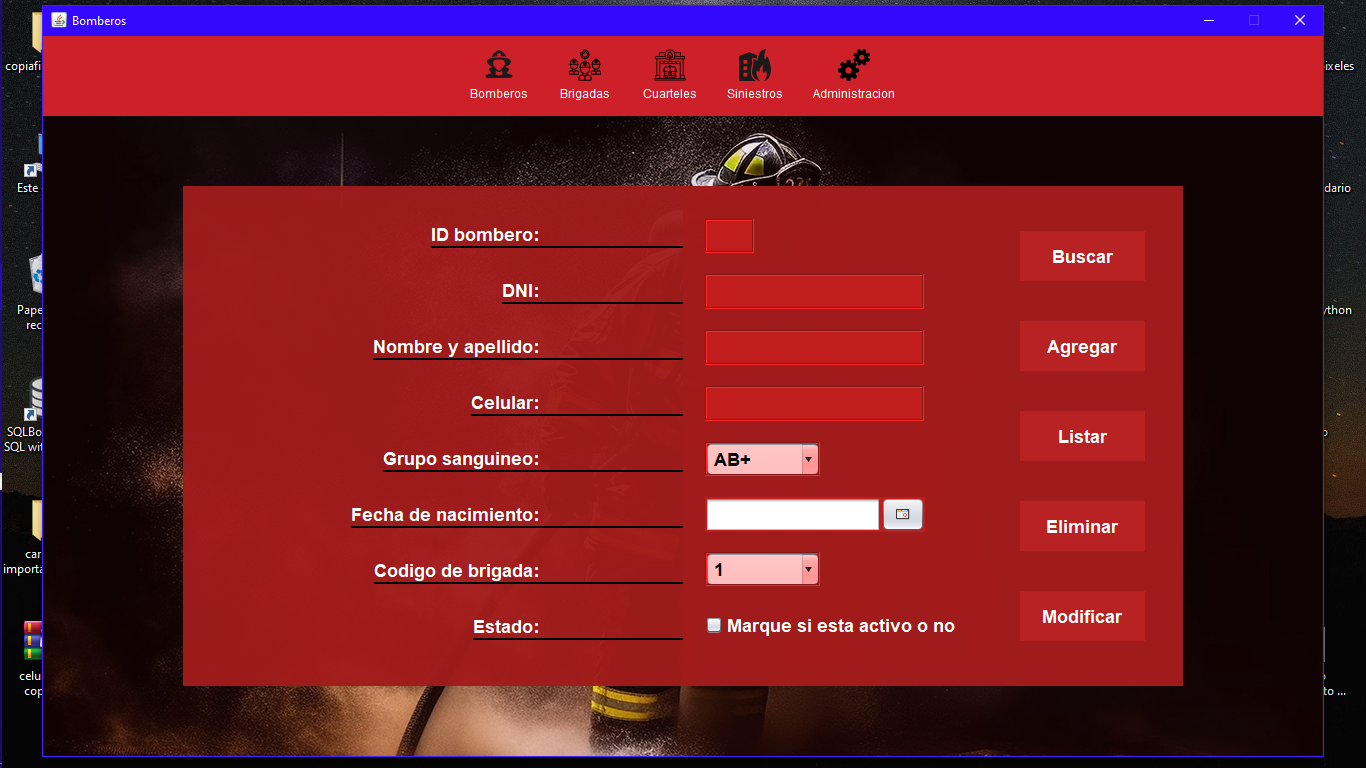 Bomberos
Bomberos
Brigadas
Cuarteles
Siniestros
Administracion
ID bombero:
DNI:
Nombre y apellido:
Celular:
Grupo sanguineo:
AB+
Fecha de nacimiento:
Codigo de brigada:
1
Estado:
Marque si esta activo o no
Buscar
Agregar
Listar
Eliminar
Modificar
copiafi
Este
Pape
rec
SQLBo
SQL wit
car
importa
celu
cop
ixeles
dario
ython
o
to ...